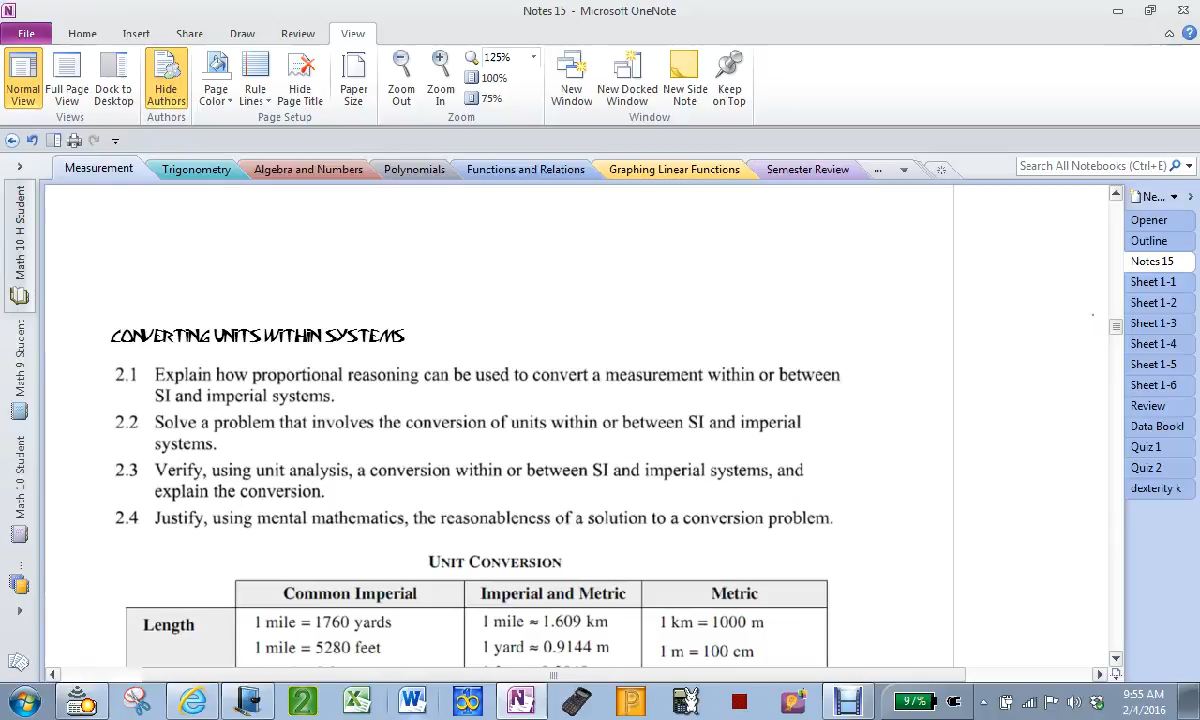 Notes 15 - Microsoft OneNote
File Home Insert Share Draw Review View
Normal View
Full Page View
Dock to Desktop
Views
Hide Authors
Authors
Page Color
Rule Lines
Hide Page Title
Paper Size
Page Setup
Zoom Out
Zoom In
125%
100%
75%
Zoom
New Window
New Docked Window
New Side Note
Keep on Top
Window
Measurement Trigonometry Algebra and Numbers Polynomials Functions and Relations Graphing Linear Functions Semester Review ...
Search All Notebooks (Ctrl+E)
Math 10 H Student
Math 9 Student
Math 10 Student
CONVERTING UNITS WITHIN SYSTEMS
2.1 Explain how proportional reasoning can be used to convert a measurement within or between
SI and imperial systems.
2.2 Solve a problem that involves the conversion of units within or between SI and imperial
systems.
2.3 Verify, using unit analysis, a conversion within or between SI and imperial systems, and
explain the conversion.
2.4 Justify, using mental mathematics, the reasonableness of a solution to a conversion problem.
UNIT CONVERSION
Common Imperial Imperial and Metric Metric
Length 1 mile = 1760 yards 1 mile ≈ 1.609 km 1 km = 1000 m
1 mile = 5280 feet 1 yard ≈ 0.9144 m 1 m = 100 cm
Ne...
Opener
Outline
Notes 15
Sheet 1-1
Sheet 1-2
Sheet 1-3
Sheet 1-4
Sheet 1-5
Sheet 1-6
Review
Data Bookl
Quiz 1
Quiz 2
dexterity k
97%
9:55 AM
2/4/2016